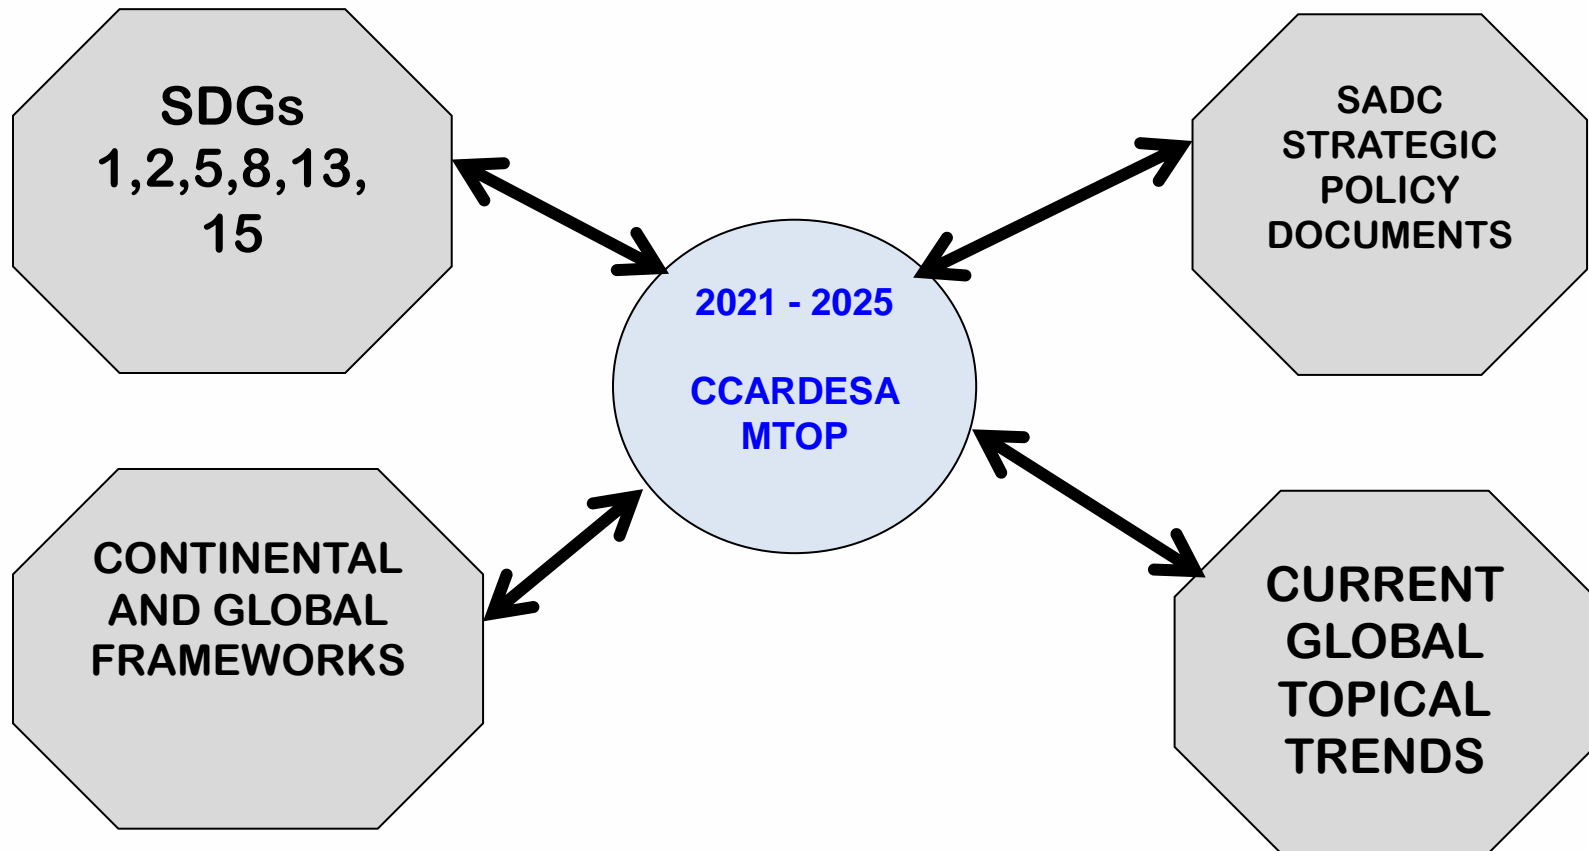 SDGs
1,2,5,8,13,
15
SADC
STRATEGIC
POLICY
DOCUMENTS
2021 - 2025
CCARDESA
MTOP
CONTINENTAL
AND GLOBAL
FRAMEWORKS
CURRENT
GLOBAL
TOPICAL
TRENDS